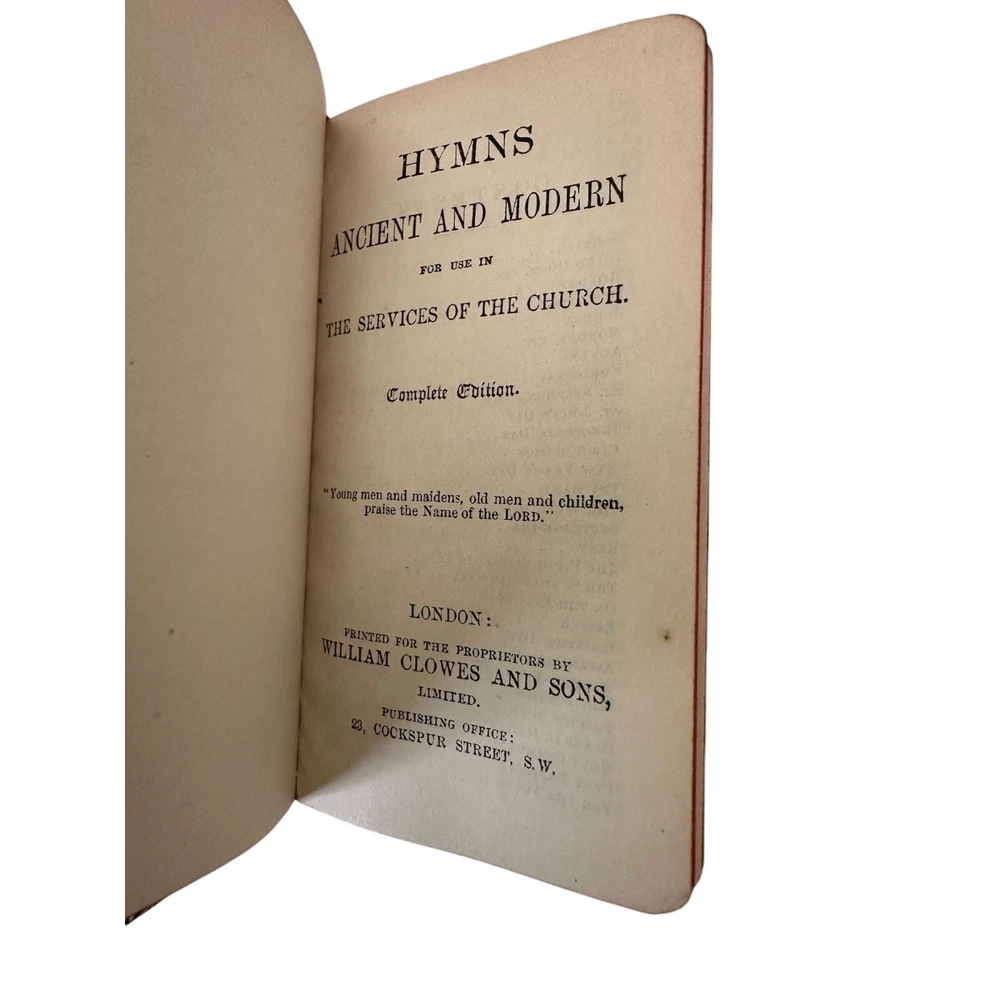 HYMNS
ANCIENT AND MODERN
FOR USE IN
THE SERVICES OF THE CHURCH.
Complete Edition.
"Young men and maidens, old men and children,
praise the Name of the LORD."
LONDON:
PRINTED FOR THE PROPRIETORS BY
WILLIAM CLOWES AND SONS,
LIMITED.
PUBLISHING OFFICE:
23, COCKSPUR STREET, S.W.